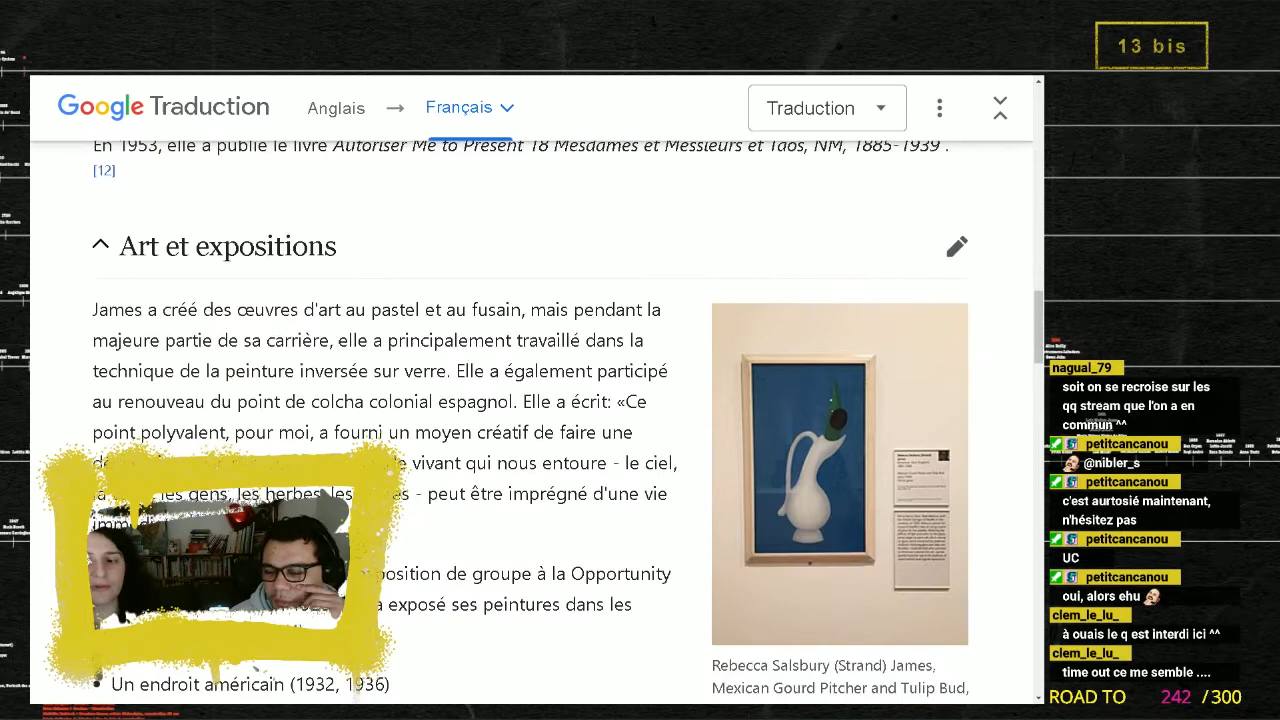 13 bis
Google Traduction Anglais → Français Traduction
En 1953, elle a publié le livre Autoriser Me to Present 18 Mesdames et Messieurs et Taos, NM, 1885-1939 .
[12]
Art et expositions
James a créé des œuvres d'art au pastel et au fusain, mais pendant la
majeure partie de sa carrière, elle a principalement travaillé dans la
technique de la peinture inversée sur verre. Elle a également participé
au renouveau du point de colcha colonial espagnol. Elle a écrit: «Ce
point polyvalent, pour moi, a fourni un moyen créatif de faire une
vivant qui nous entoure - le ciel,
les gens, les herbes, les - peut être imprégné d'une vie
position de groupe à la Opportunity
a exposé ses peintures dans les
• Un endroit américain (1932, 1936)
Rebecca Salsbury (Strand) James,
Mexican Gourd Pitcher and Tulip Bud,
nagual_79
soit on se recroise sur les
qq stream que l'on a en
commun ^^
petitcancanou
@nibler_s
petitcancanou
c'est aurtosié maintenant,
n'hésitez pas
petitcancanou
UC
petitcancanou
oui, alors ehu
clem_le_lu_
à ouais le q est interdi ici ^^
clem_le_lu_
time out ce me semble ....
ROAD TO 242 /300